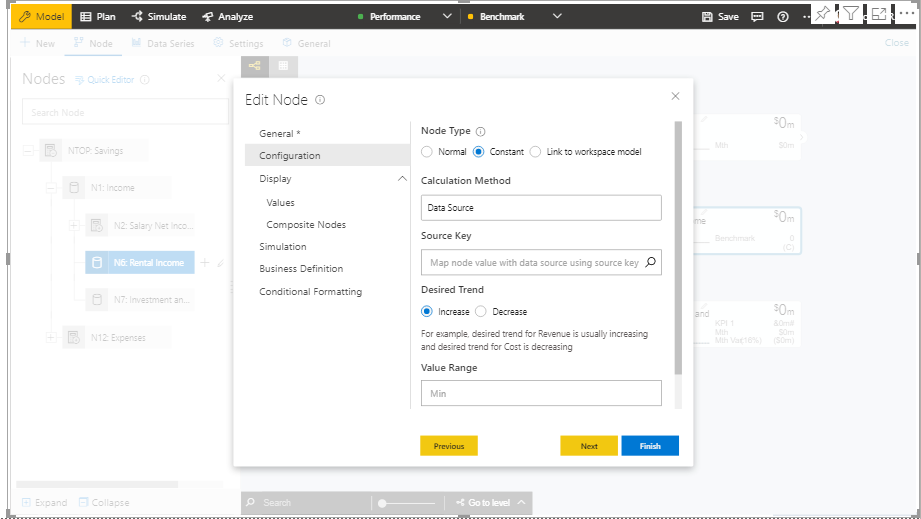 Model Plan Simulate Analyze Performance Benchmark Save
New Node Data Series Settings General Close
Nodes Quick Editor
Search Node
NTOP: Savings
N1: Income
N2: Salary Net Inco...
N6: Rental Income
N7: Investment an...
N12: Expenses
Expand Collapse
Edit Node
General *
Configuration
Display
Values
Composite Nodes
Simulation
Business Definition
Conditional Formatting
Node Type
Normal Constant Link to workspace model
Calculation Method
Data Source
Source Key
Map node value with data source using source key
Desired Trend
Increase Decrease
For example, desired trend for Revenue is usually increasing
and desired trend for Cost is decreasing
Value Range
Min
Previous Next Finish
$0m
Mth $0m
me $0m
Benchmark 0
and $0m
KPI 1
Mth $0m
($0m)
Search Go to level